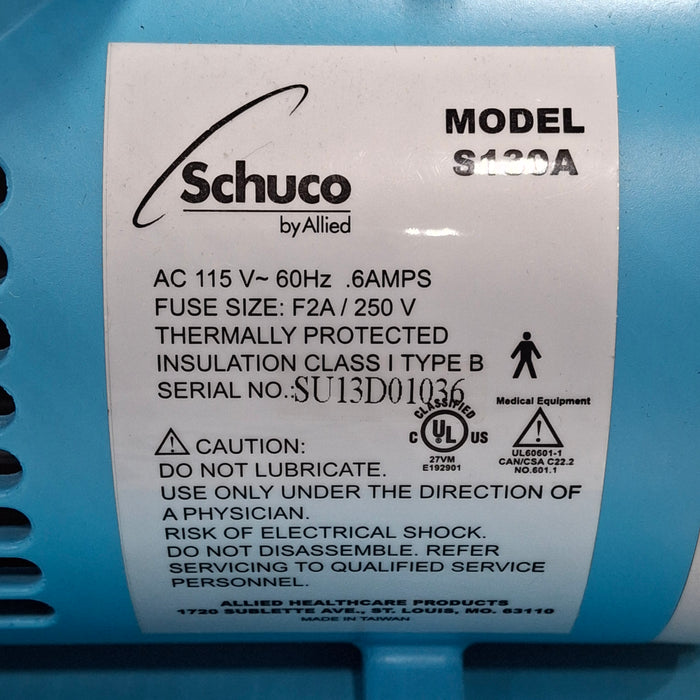 Schuco
by Allied
MODEL
S130A
AC 115 V~ 60Hz .6AMPS
FUSE SIZE: F2A / 250 V
THERMALLY PROTECTED
INSULATION CLASS I TYPE B
SERIAL NO.: SU13D01036
CLASSIFIED
C UL US
27VM
E192901
Medical Equipment
UL60601-1
CAN/CSA C22.2
NO.601.1
CAUTION:
DO NOT LUBRICATE.
USE ONLY UNDER THE DIRECTION OF
A PHYSICIAN.
RISK OF ELECTRICAL SHOCK.
DO NOT DISASSEMBLE. REFER
SERVICING TO QUALIFIED SERVICE
PERSONNEL.
ALLIED HEALTHCARE PRODUCTS
1720 SUBLETTE AVE., ST. LOUIS, MO. 63110
MADE IN TAIWAN